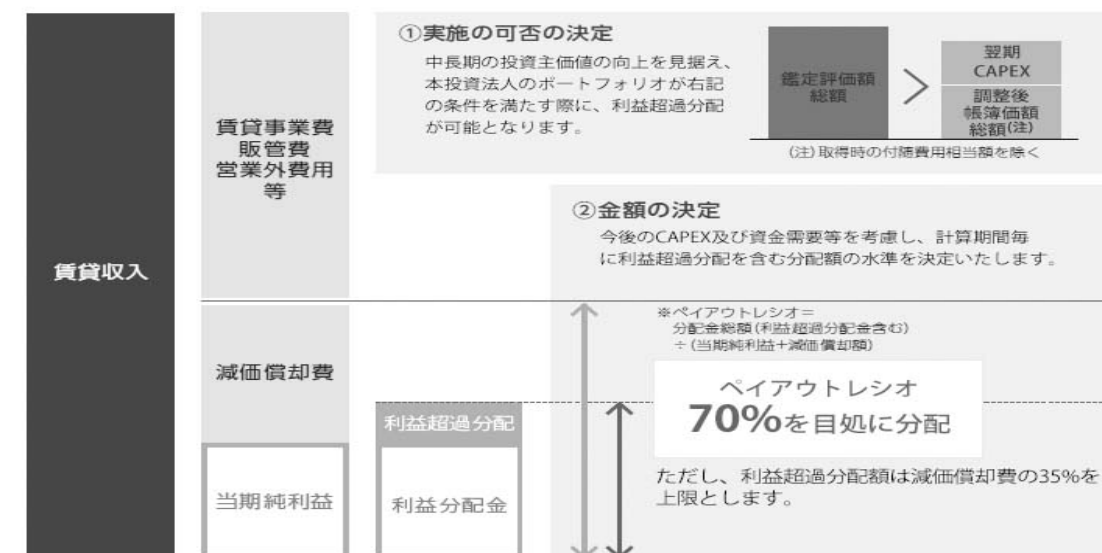 賃貸収入
賃貸事業費
販管費
営業外費用
等
減価償却費
当期純利益
利益超過分配
利益分配金
①実施の可否の決定
中長期の投資主価値の向上を見据え、
本投資法人のポートフォリオが右記
の条件を満たす際に、利益超過分配
が可能となります。
鑑定評価額
総額
>
翌期
CAPEX
調整後
帳簿価額
総額(注)
(注)取得時の付随費用相当額を除く
②金額の決定
今後のCAPEX及び資金需要等を考慮し、計算期間毎
に利益超過分配を含む分配額の水準を決定いたします。
※ペイアウトレシオ＝
分配金総額(利益超過分配金含む)
÷(当期純利益+減価償却額)
ペイアウトレシオ
70%を目処に分配
ただし、利益超過分配額は減価償却費の35%を
上限とします。